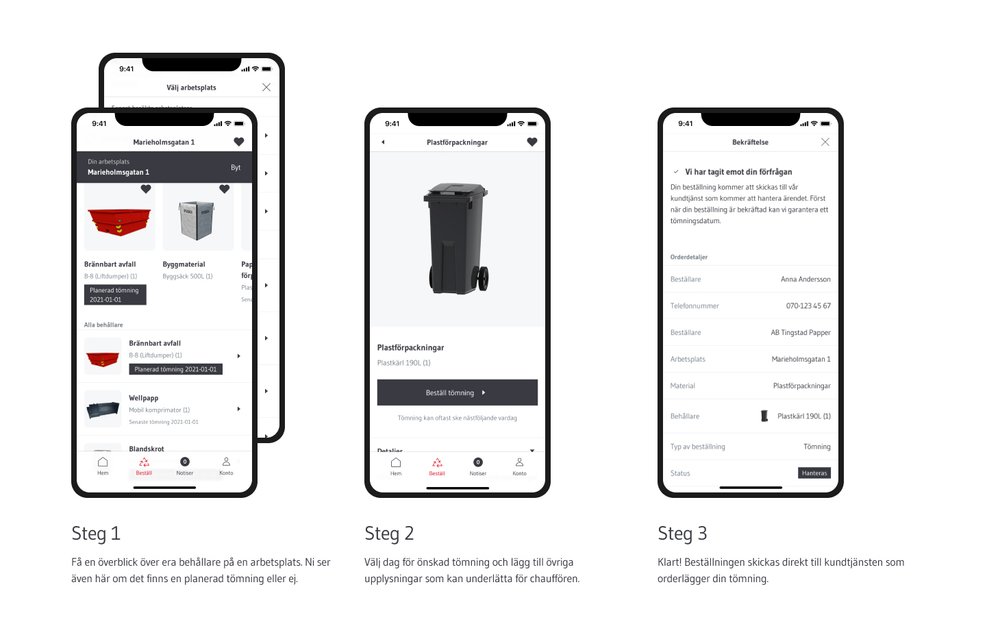 9:41
Välj arbetsplats
9:41
Marieholmsgatan 1
Din arbetsplats
Marieholmsgatan 1
Byt
Brännbart avfall
B-8 (Liftdumper) (1)
Planerad tömning
2021-01-01
Byggmaterial
Byggsäck 500L (1)
Pap
förp
Plas
Sena
Alla behållare
Brännbart avfall
B-8 (Liftdumper) (1)
Planerad tömning 2021-01-01
Wellpapp
Mobil komprimator (1)
Senaste tömning 2021-01-01
Blandskrot
Hem
Beställ
Notiser
Konto
Steg 1
Få en överblick över era behållare på en arbetsplats. Ni ser
även här om det finns en planerad tömning eller ej.
9:41
Plastförpackningar
Plastförpackningar
Plastkärl 190L (1)
Beställ tömning
Tömning kan oftast ske nästföljande vardag
Detaljer
Hem
Beställ
Notiser
Konto
Steg 2
Välj dag för önskad tömning och lägg till övriga
upplysningar som kan underlätta för chauffören.
9:41
Bekräftelse
Vi har tagit emot din förfrågan
Din beställning kommer att skickas till vår
kundtjänst som kommer att hantera ärendet. Först
när din beställning är bekräftad kan vi garantera ett
tömningsdatum.
Orderdetaljer
Beställare Anna Andersson
Telefonnummer 070-123 45 67
Beställare AB Tingstad Papper
Arbetsplats Marieholmsgatan 1
Material Plastförpackningar
Behållare Plastkärl 190L (1)
Typ av beställning Tömning
Status Hanteras
Steg 3
Klart! Beställningen skickas direkt till kundtjänsten som
orderlägger din tömning.